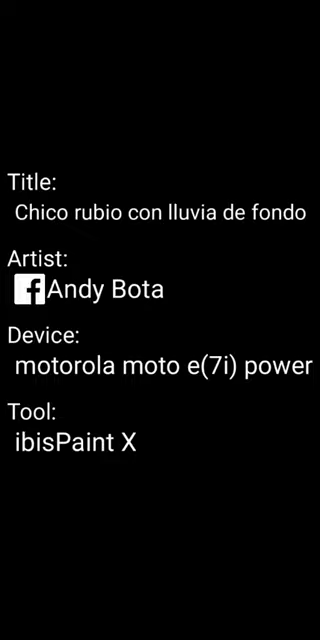 Title:
Chico rubio con lluvia de fondo
Artist:
Andy Bota
Device:
motorola moto e(7i) power
Tool:
ibisPaint X